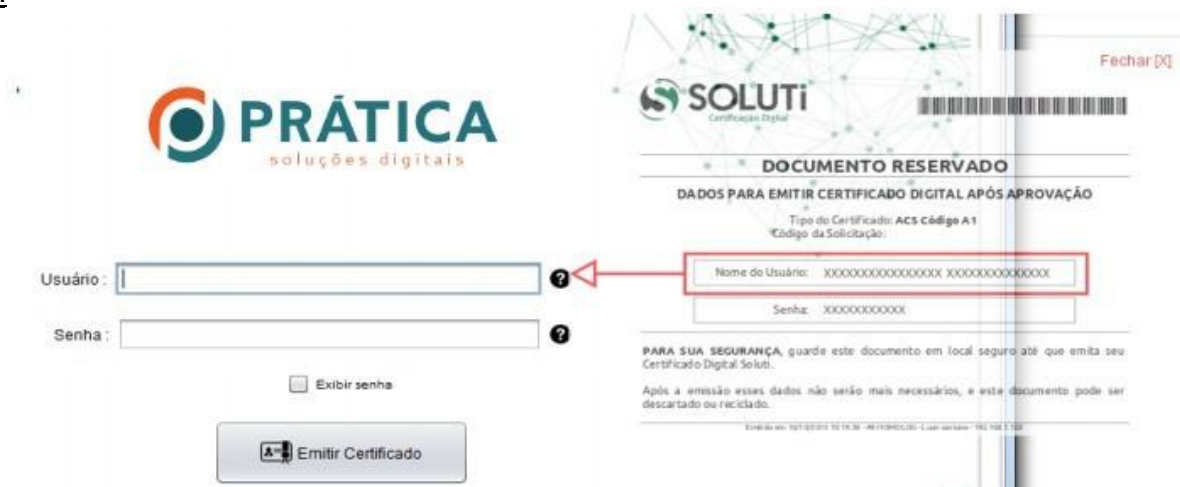 PRÁTICA
soluções digitais
Usuário :
Senha :
Exibir senha
Emitir Certificado
Fechar [X]
SOLUTi
Certificação Digital
DOCUMENTO RESERVADO
DADOS PARA EMITIR CERTIFICADO DIGITAL APÓS APROVAÇÃO
Tipo do Certificado: ACS Código A1
Código da Solicitação:
Nome do Usuário: XXXXXXXXXXXXXXXX XXXXXXXXXXXXXX
Senha: XXXXXXXXXXX
PARA SUA SEGURANÇA, guarde este documento em local seguro até que emita seu
Certificado Digital Soluti.
Após a emissão esses dados não serão mais necessários, e este documento pode ser
descartado ou reciclado.